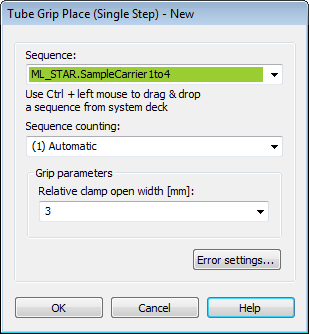 Tube Grip Place (Single Step) - New
Sequence:
ML_STAR.SampleCarrier1to4
Use Ctrl + left mouse to drag & drop
a sequence from system deck
Sequence counting:
(1) Automatic
Grip parameters
Relative clamp open width [mm]:
3
Error settings...
OK Cancel Help